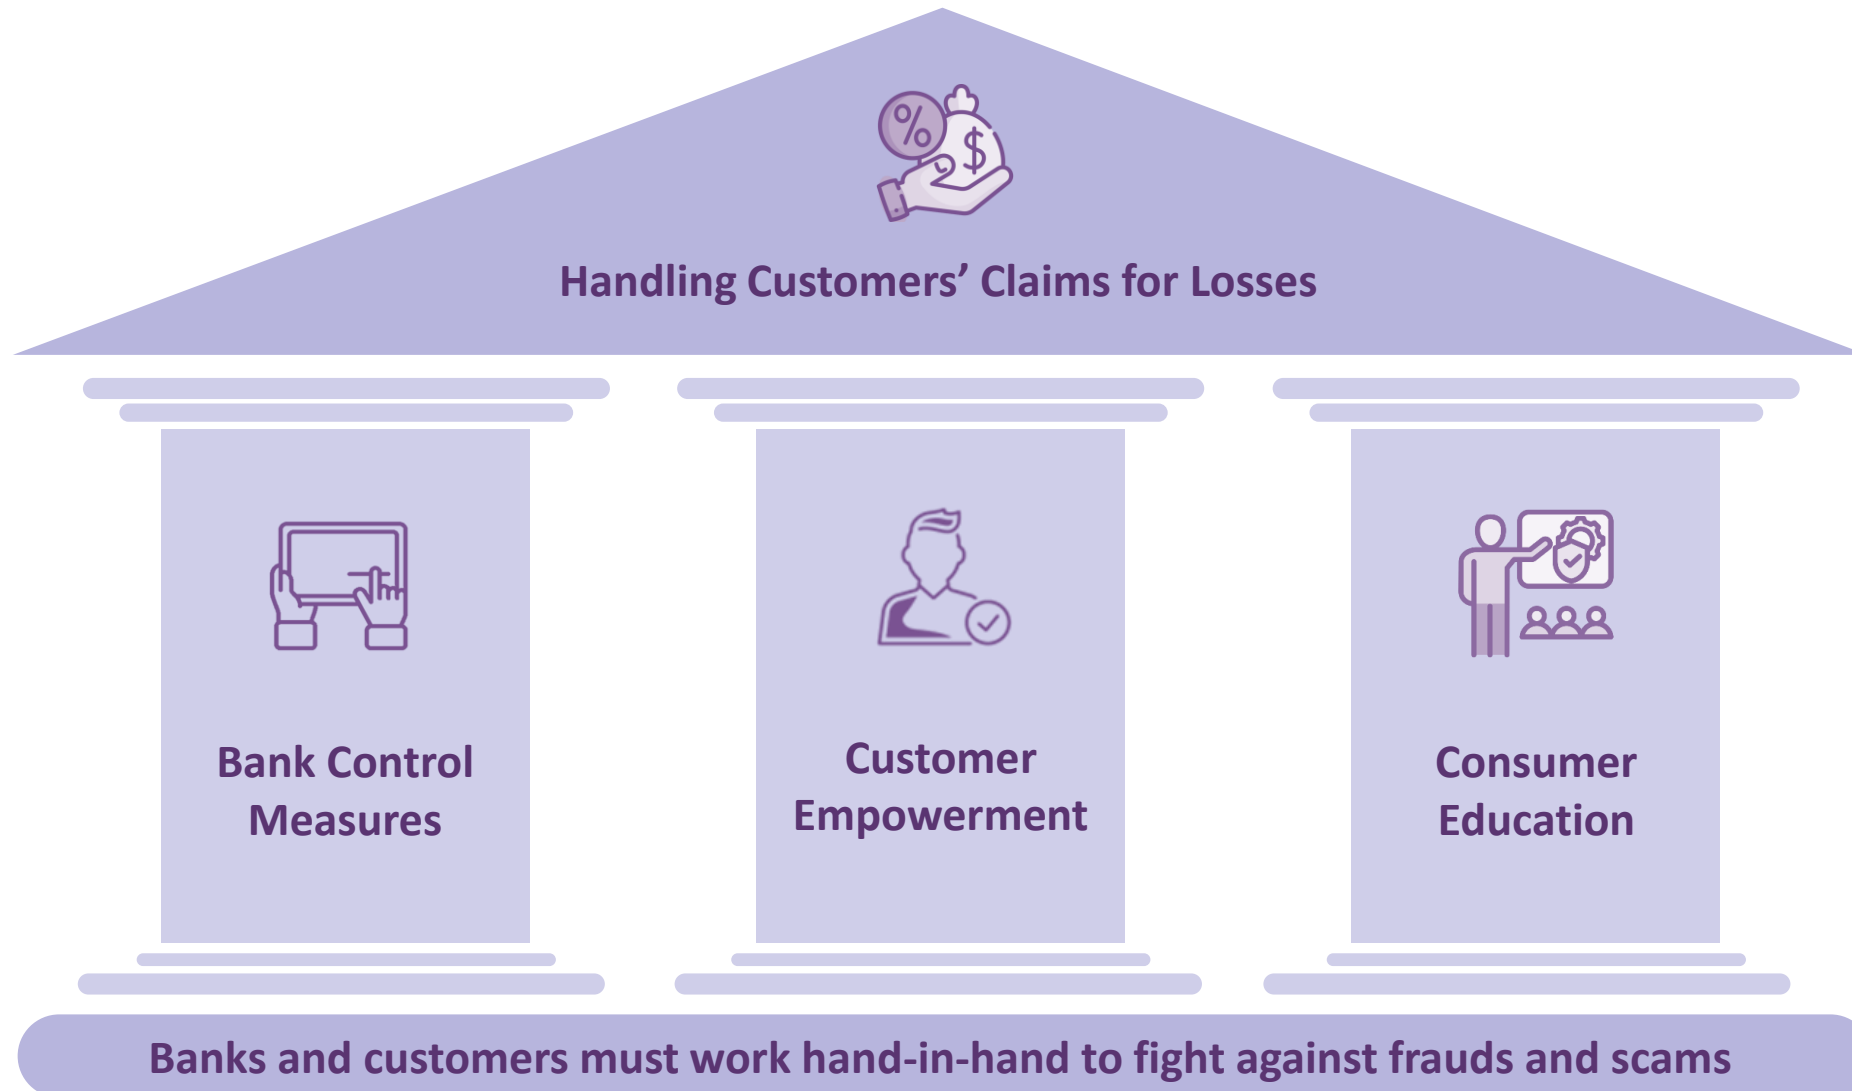 %
$
Handling Customers’ Claims for Losses
Bank Control
Measures
Customer
Empowerment
Consumer
Education
Banks and customers must work hand-in-hand to fight against frauds and scams